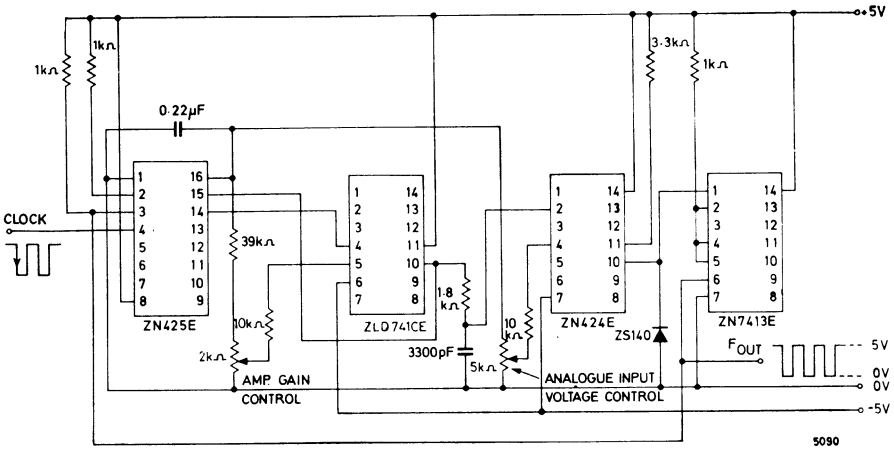 +5V
1kΩ
1kΩ
3.3kΩ
1kΩ
0.22μF
1 16
2 15
3 14
4 13
5 12
6 11
7 10
8 9
ZN425E
CLOCK
39kΩ
10kΩ
2kΩ
AMP. GAIN
CONTROL
1 14
2 13
3 12
4 11
5 10
6 9
7 8
ZLD741CE
1.8
kΩ
3300pF
10
kΩ
5kΩ
ANALOGUE INPUT
VOLTAGE CONTROL
1 14
2 13
3 12
4 11
5 10
6 9
7 8
ZN424E
ZS140
1 14
2 13
3 12
4 11
5 10
6 9
7 8
ZN7413E
FOUT
5V
0V
0V
-5V
5090